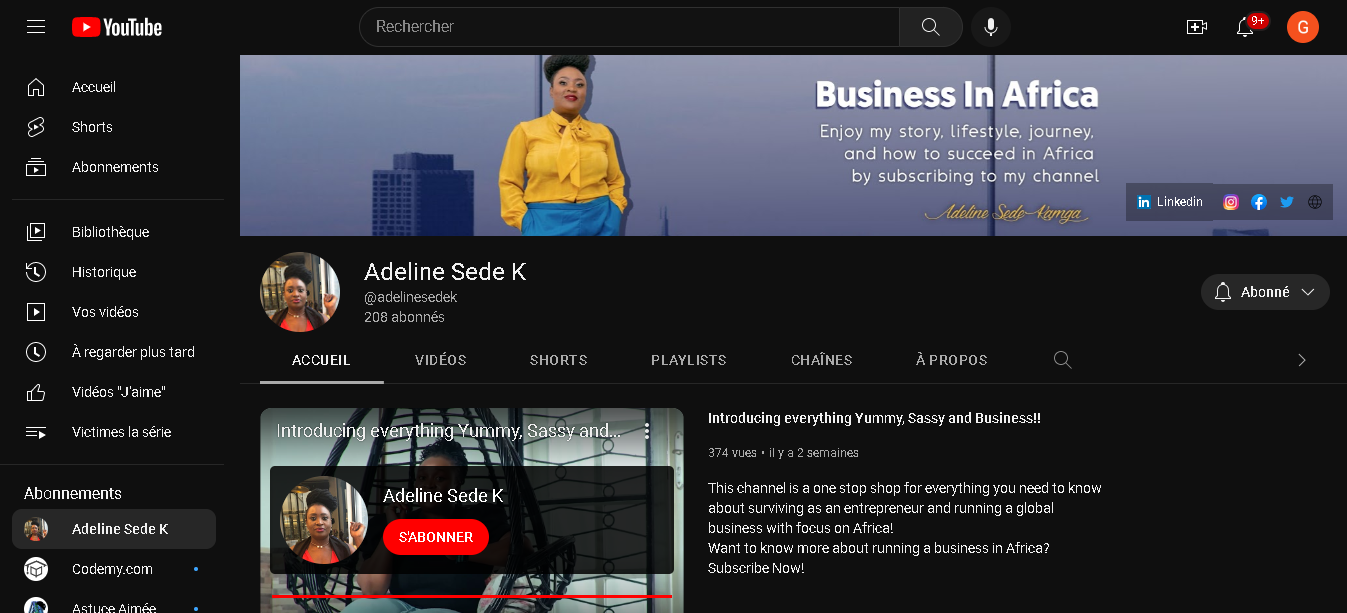 YouTube
Rechercher
9+
G
Accueil
Shorts
Abonnements
Bibliothèque
Historique
Vos vidéos
À regarder plus tard
Vidéos "J'aime"
Victimes la série
Abonnements
Adeline Sede K
Codemy.com
Astuce Aimée
Business In Africa
Enjoy my story, lifestyle, journey,
and how to succeed in Africa
by subscribing to my channel
Adeline Sede Kamga
in Linkedin
Adeline Sede K
@adelinesedek
208 abonnés
Abonné
ACCUEIL VIDÉOS SHORTS PLAYLISTS CHAÎNES À PROPOS
Introducing everything Yummy, Sassy and...
Adeline Sede K
S'ABONNER
Introducing everything Yummy, Sassy and Business!!
374 vues • il y a 2 semaines
This channel is a one stop shop for everything you need to know
about surviving as an entrepreneur and running a global
business with focus on Africa!
Want to know more about running a business in Africa?
Subscribe Now!